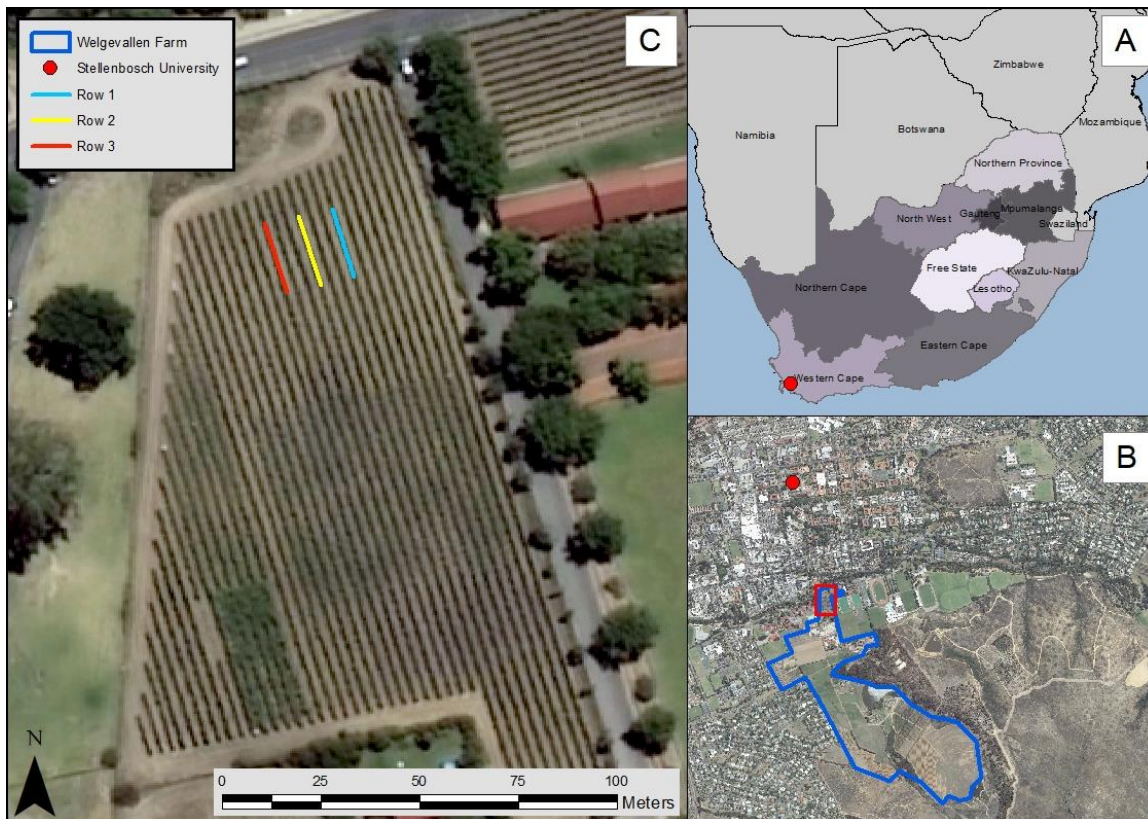 Welgevallen Farm
Stellenbosch University
Row 1
Row 2
Row 3
C
N
0 25 50 75 100
Meters
A
Zimbabwe
Mozambique
Namibia
Botswana
Northern Province
North West
Gauteng
Mpumalange
Swaziland
Free State
KwaZulu-Natal
Lesotho
Northern Cape
Eastern Cape
Western Cape
B